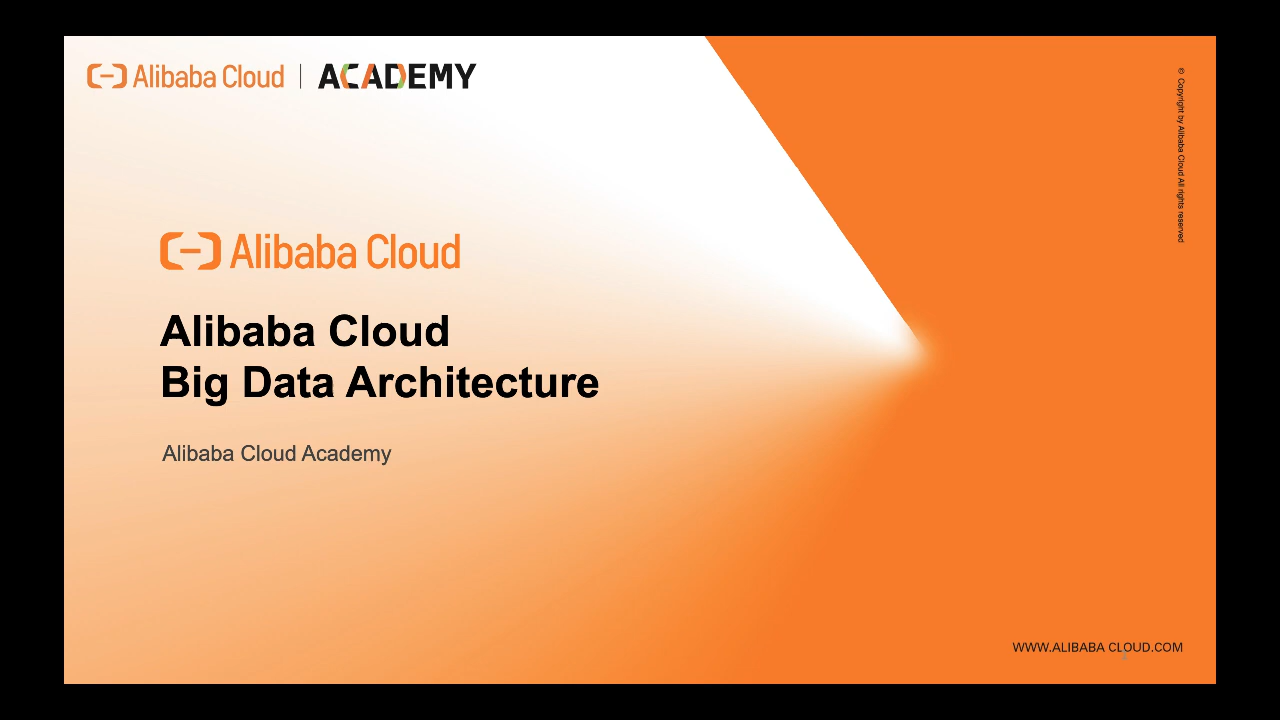 Alibaba Cloud | ACADEMY
© Copyright by Alibaba Cloud All rights reserved
Alibaba Cloud
Alibaba Cloud
Big Data Architecture
Alibaba Cloud Academy
WWW.ALIBABA CLOUD.COM